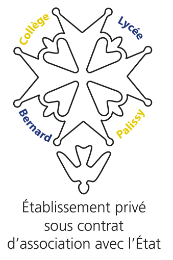 Collège
Lycée
Bernard
Palissy
Établissement privé
sous contrat
d'association avec l'État